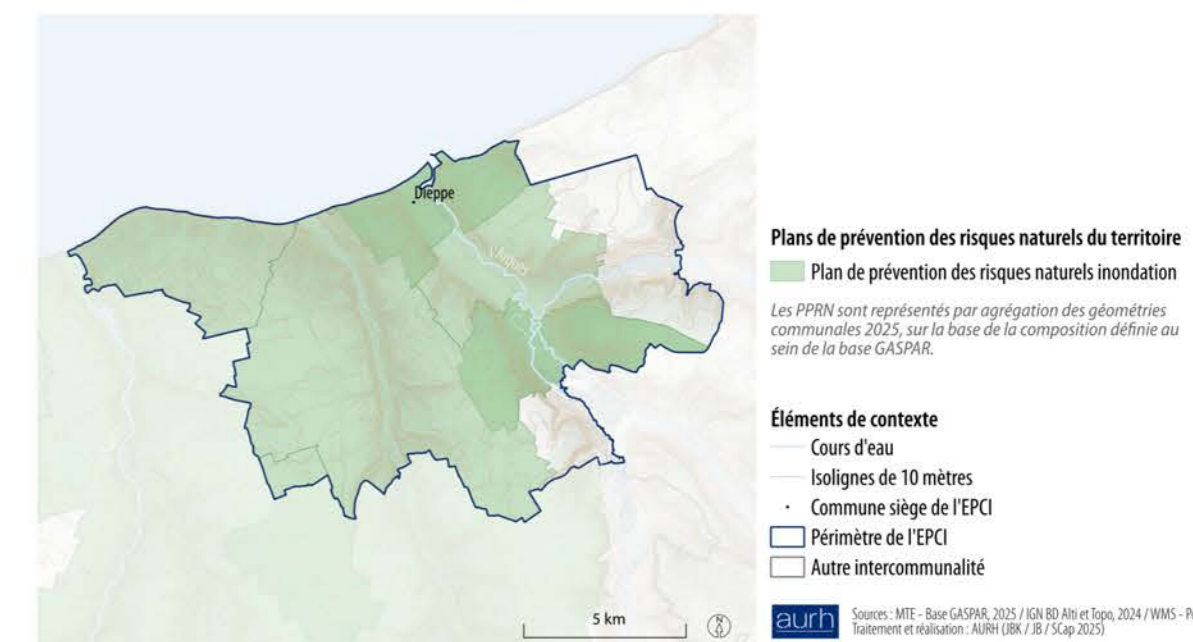 Dieppe
L'Arques
Plans de prévention des risques naturels du territoire
Plan de prévention des risques naturels inondation
Les PPRN sont représentés par agrégation des géométries
communales 2025, sur la base de la composition définie au
sein de la base GASPAR.
Éléments de contexte
Cours d'eau
Isolignes de 10 mètres
Commune siège de l'EPCI
Périmètre de l'EPCI
Autre intercommunalité
5 km
N
aurh
Sources : MTE - Base GASPAR, 2025 / IGN BD Alti et Topo, 2024 / WMS -
Traitement et réalisation : AURH (JBK / JB / SCap 2025)